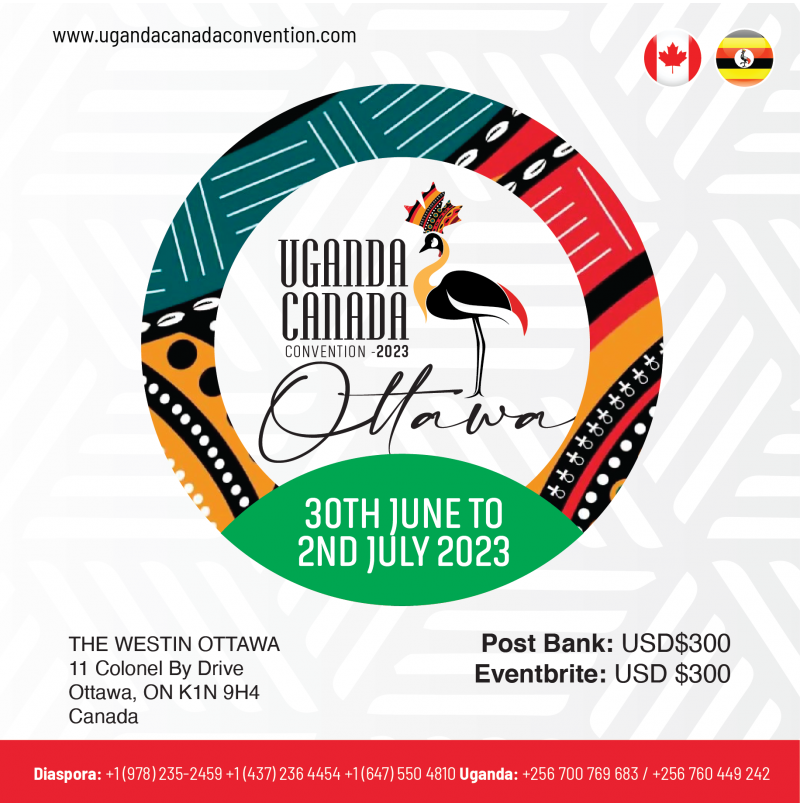 www.ugandacanadaconvention.com
UGANDA
CANADA
CONVENTION -2023
Ottawa
30TH JUNE TO
2ND JULY 2023
THE WESTIN OTTAWA
11 Colonel By Drive
Ottawa, ON K1N 9H4
Canada
Post Bank: USD$300
Eventbrite: USD $300
Diaspora: +1 (978) 235-2459 +1 (437) 236 4454 +1 (647) 550 4810 Uganda: +256 700 769 683 / +256 760 449 242